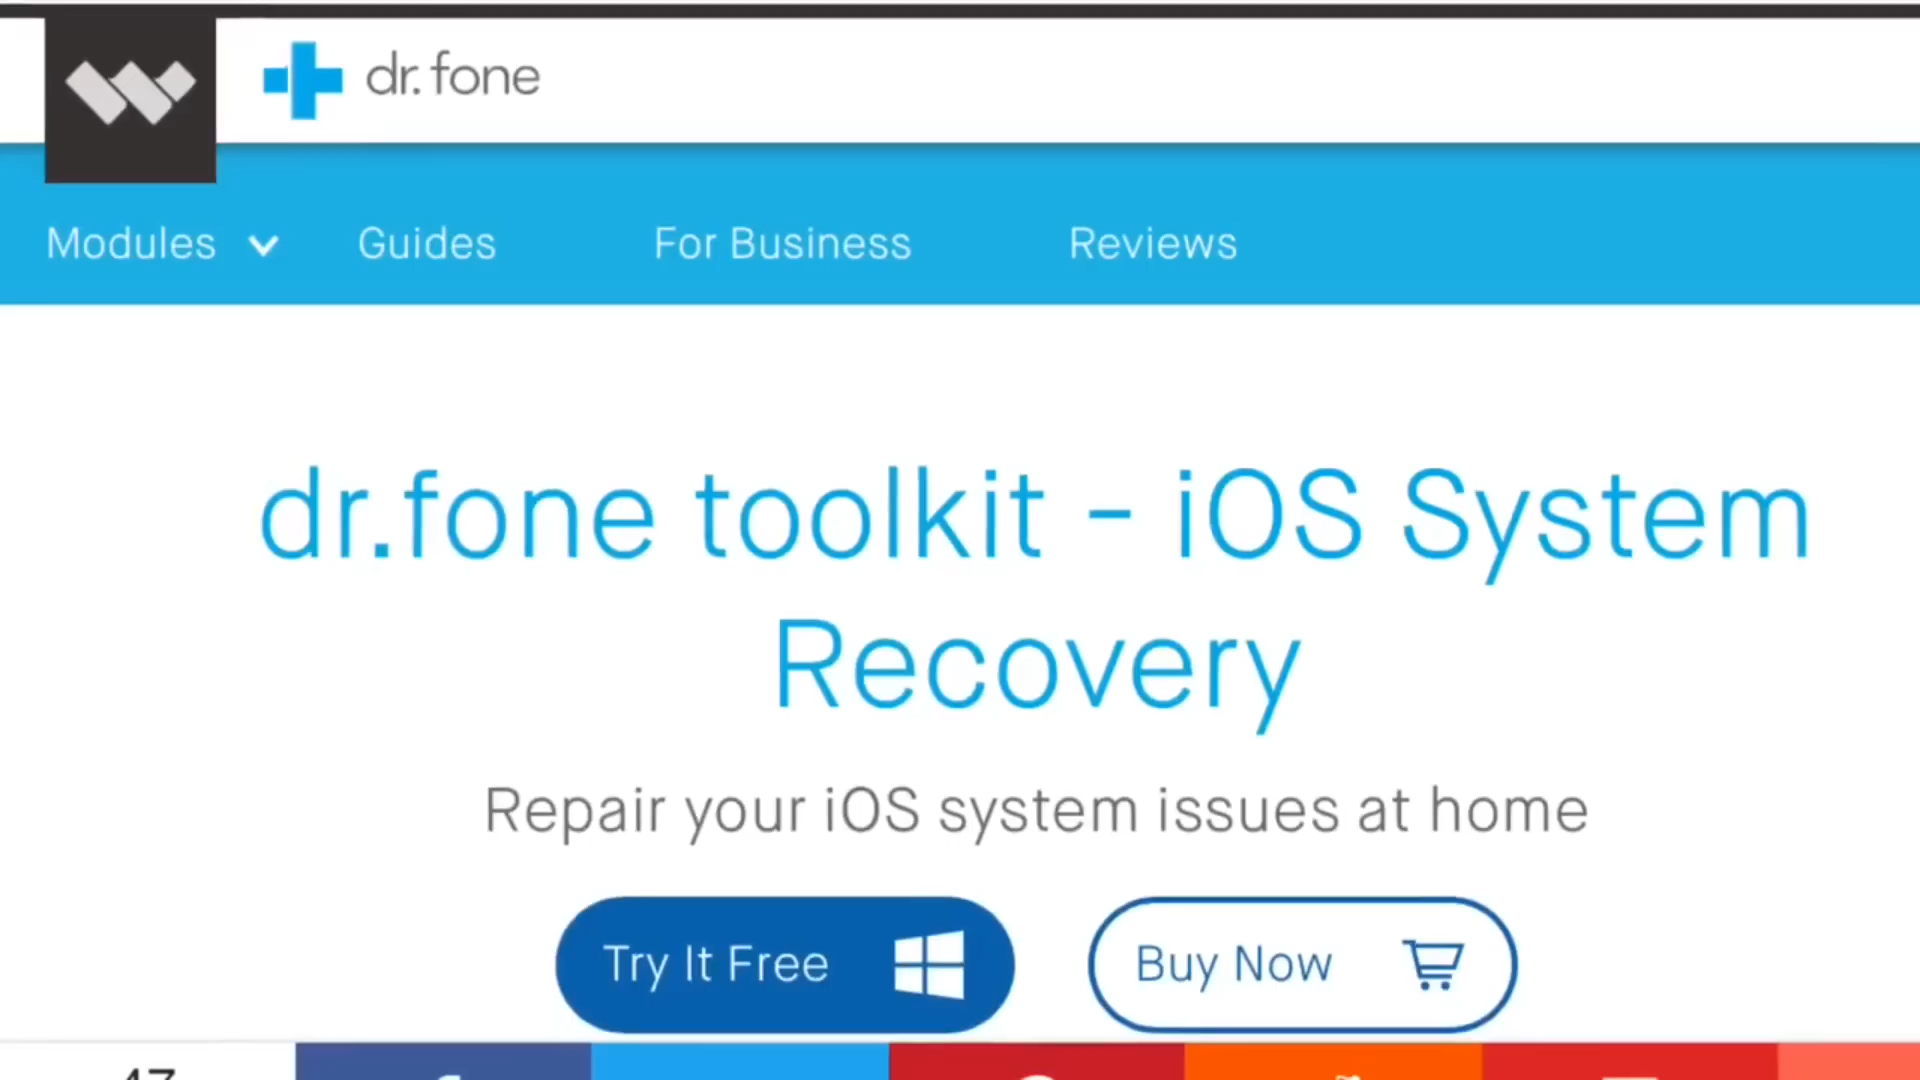 dr.fone
Modules
Guides
For Business
Reviews
dr.fone toolkit - iOS System
Recovery
Repair your iOS system issues at home
Try It Free
Buy Now